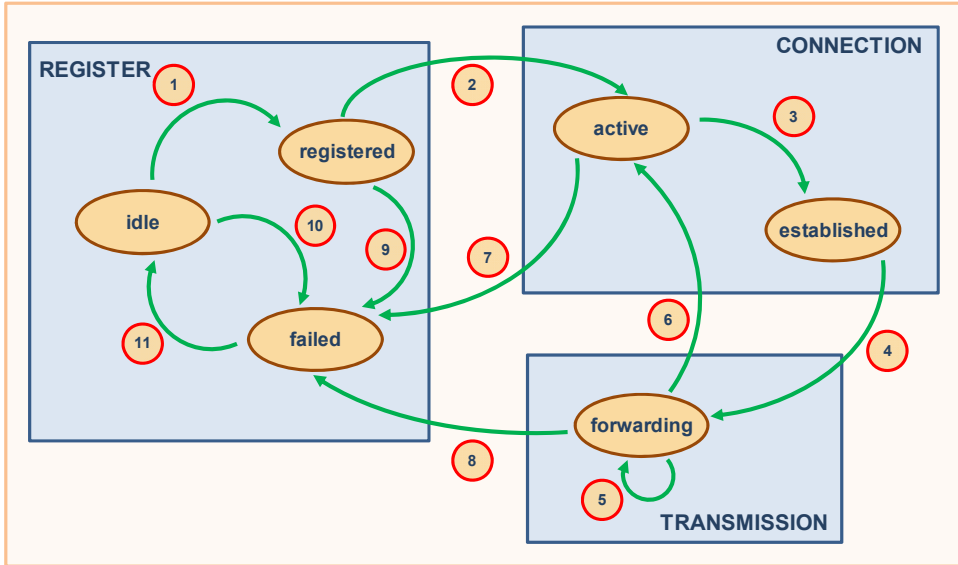 REGISTER
CONNECTION
1
2
3
registered
active
idle
10
9
7
established
11
failed
6
4
8
forwarding
5
TRANSMISSION